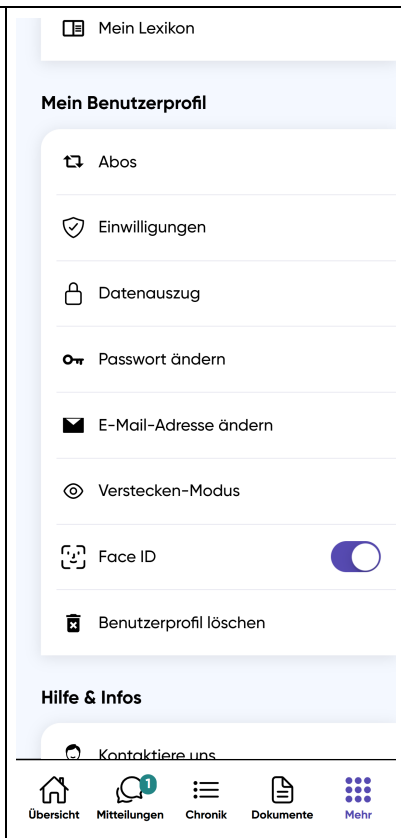 Mein Lexikon
Mein Benutzerprofil
Abos
Einwilligungen
Datenauszug
Passwort ändern
E-Mail-Adresse ändern
Verstecken-Modus
Face ID
Benutzerprofil löschen
Hilfe & Infos
Kontaktiere uns
1
Übersicht Mitteilungen Chronik Dokumente Mehr